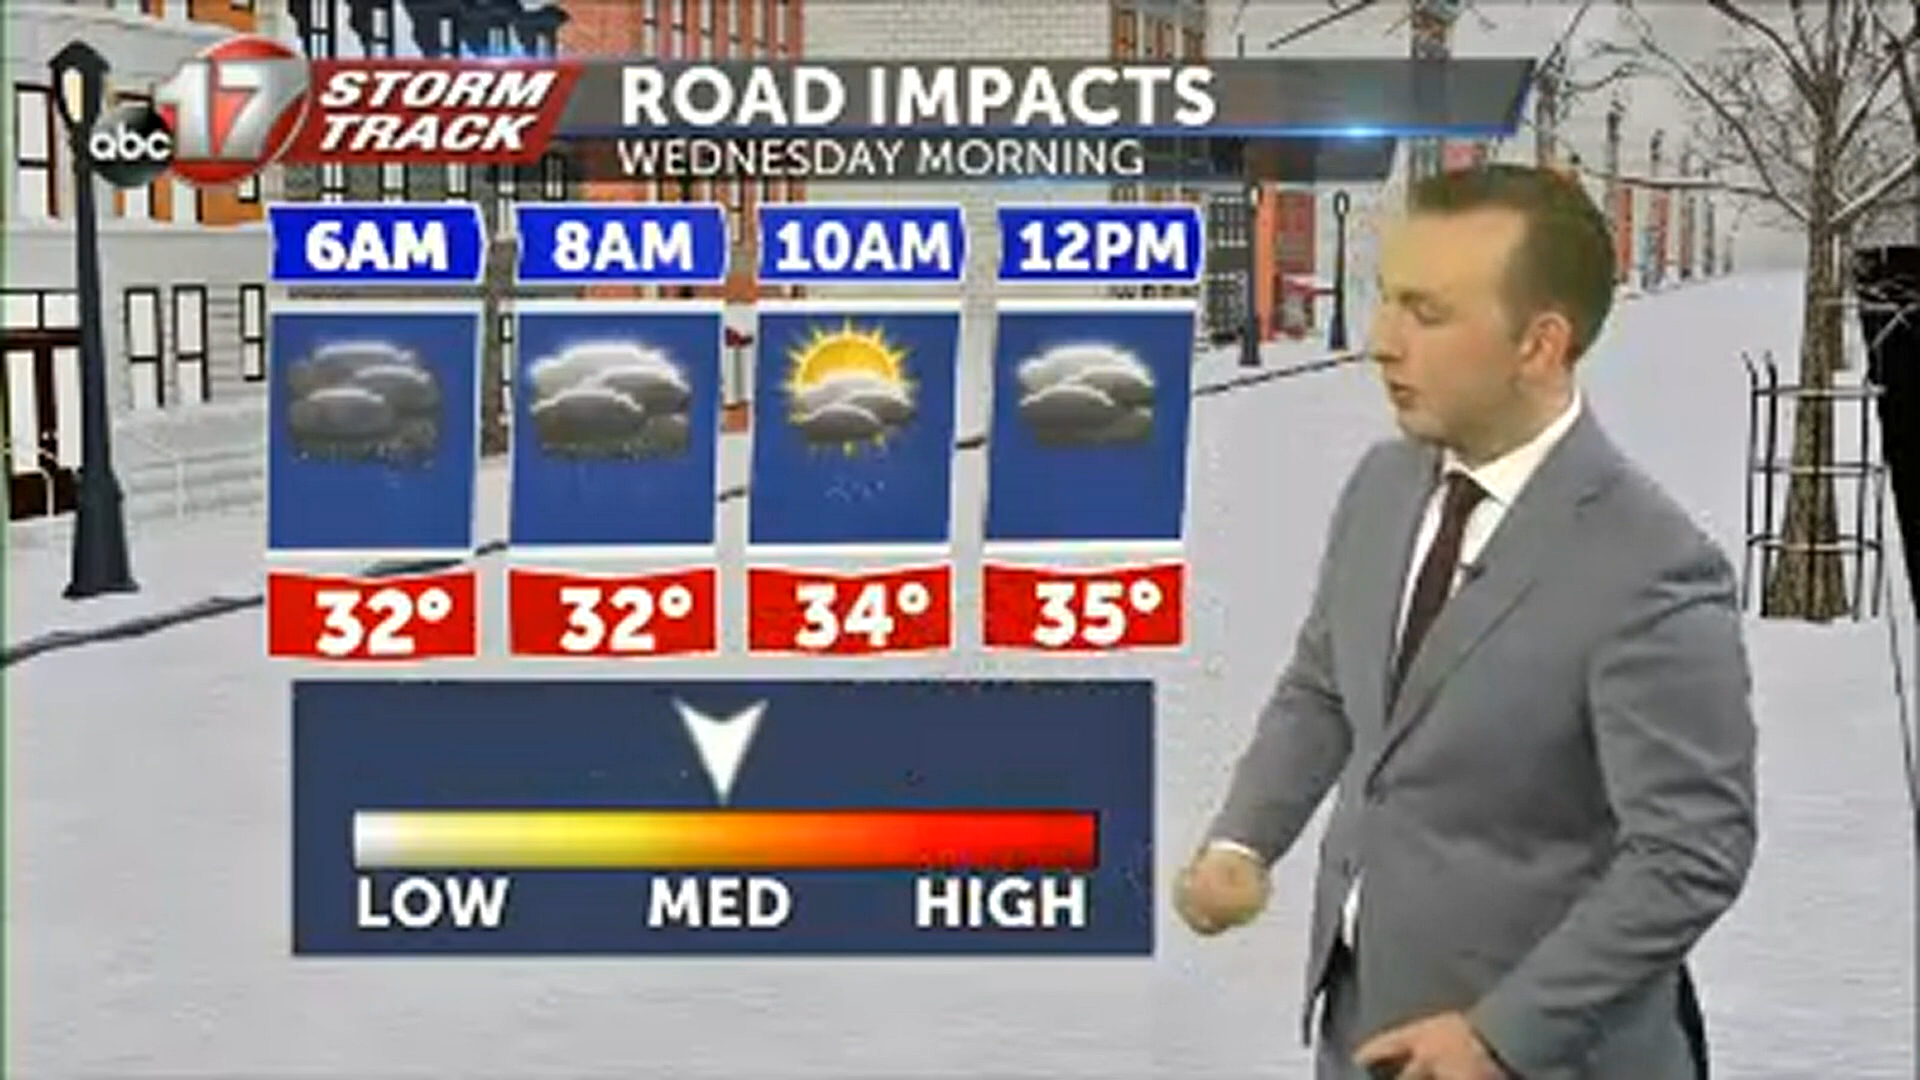 abc 17 STORM TRACK
ROAD IMPACTS
WEDNESDAY MORNING
6AM 8AM 10AM 12PM
32° 32° 34° 35°
LOW MED HIGH